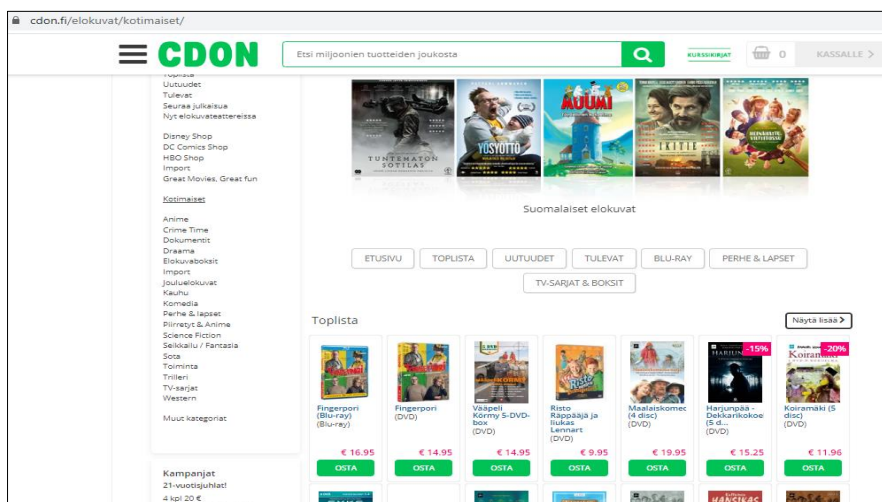 cdon.fi/elokuvat/kotimaiset/
CDON
Etsi miljoonien tuotteiden joukosta
KURSSIKIRJAT
0
KASSALLE >
Toplista
Uutuudet
Tulevat
Seuraa julkaisua
Nyt elokuvateattereissa
Disney Shop
DC Comics Shop
HBO Shop
Import
Great Movies, Great fun
Kotimaiset
Anime
Crime Time
Dokumentit
Draama
Elokuvaboksit
Import
Jouluelokuvat
Kauhu
Komedia
Perhe & lapset
Piirretyt & Anime
Science Fiction
Seikkailu / Fantasia
Sota
Toiminta
Trilleri
TV-sarjat
Western
Muut kategoriat
Kampanjat
21-vuotisjuhlat!
4 kpl 20 €
TUNTEMATON
SOTILAS
YÖSYÖTTÖ
MUUMI
IKITIE
Suomalaiset elokuvat
ETUSIVU
TOPLISTA
UUTUUDET
TULEVAT
BLU-RAY
PERHE & LAPSET
TV-SARJAT & BOKSIT
Toplista
Näytä lisää >
Fingerpori
(Blu-ray)
(Blu-ray)
€ 16.95
OSTA
Fingerpori
(DVD)
€ 14.95
OSTA
Vääpeli
Körmy 5-DVD-
box
(DVD)
€ 14.95
OSTA
Risto
Räppääjä ja
liukas
Lennart
(DVD)
€ 9.95
OSTA
Maalaiskomed
(4 disc)
(DVD)
€ 19.95
OSTA
-15%
Harjunpää -
Dekkarikokoel
(5 d...
(DVD)
€ 15.25
OSTA
-20%
Koiramäki
Koiramäki (5
disc)
(DVD)
€ 11.96
OSTA
HANSIKAS